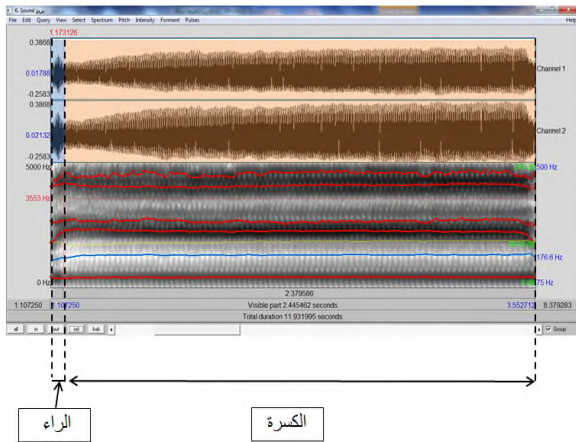 6. Sound مريح
File Edit Query View Select Spectrum Pitch Intensity Formant Pulses Help
1.173126
0.3868
0.01788
-0.2583
Channel 1
0.3868
0.02132
-0.2583
Channel 2
5000 Hz
500 Hz
3553 Hz
176.6 Hz
0 Hz
75 Hz
2.379586
1.107250 1.107250 Visible part 2.445462 seconds 3.552712 8.379283
Total duration 11.931995 seconds
all in out sel bak Group
الراء
الكسرة